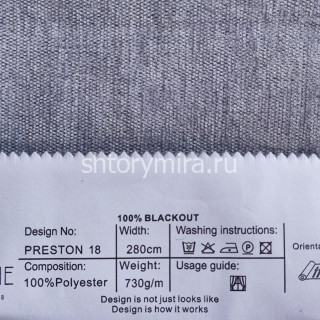 shtorymira.ru
100% BLACKOUT
Design No: Width: Washing instructions:
PRESTON 18 280cm
Composition: Weight: Usage guide:
100%Polyester 730g/m
Design is not just looks like
Design is how it works